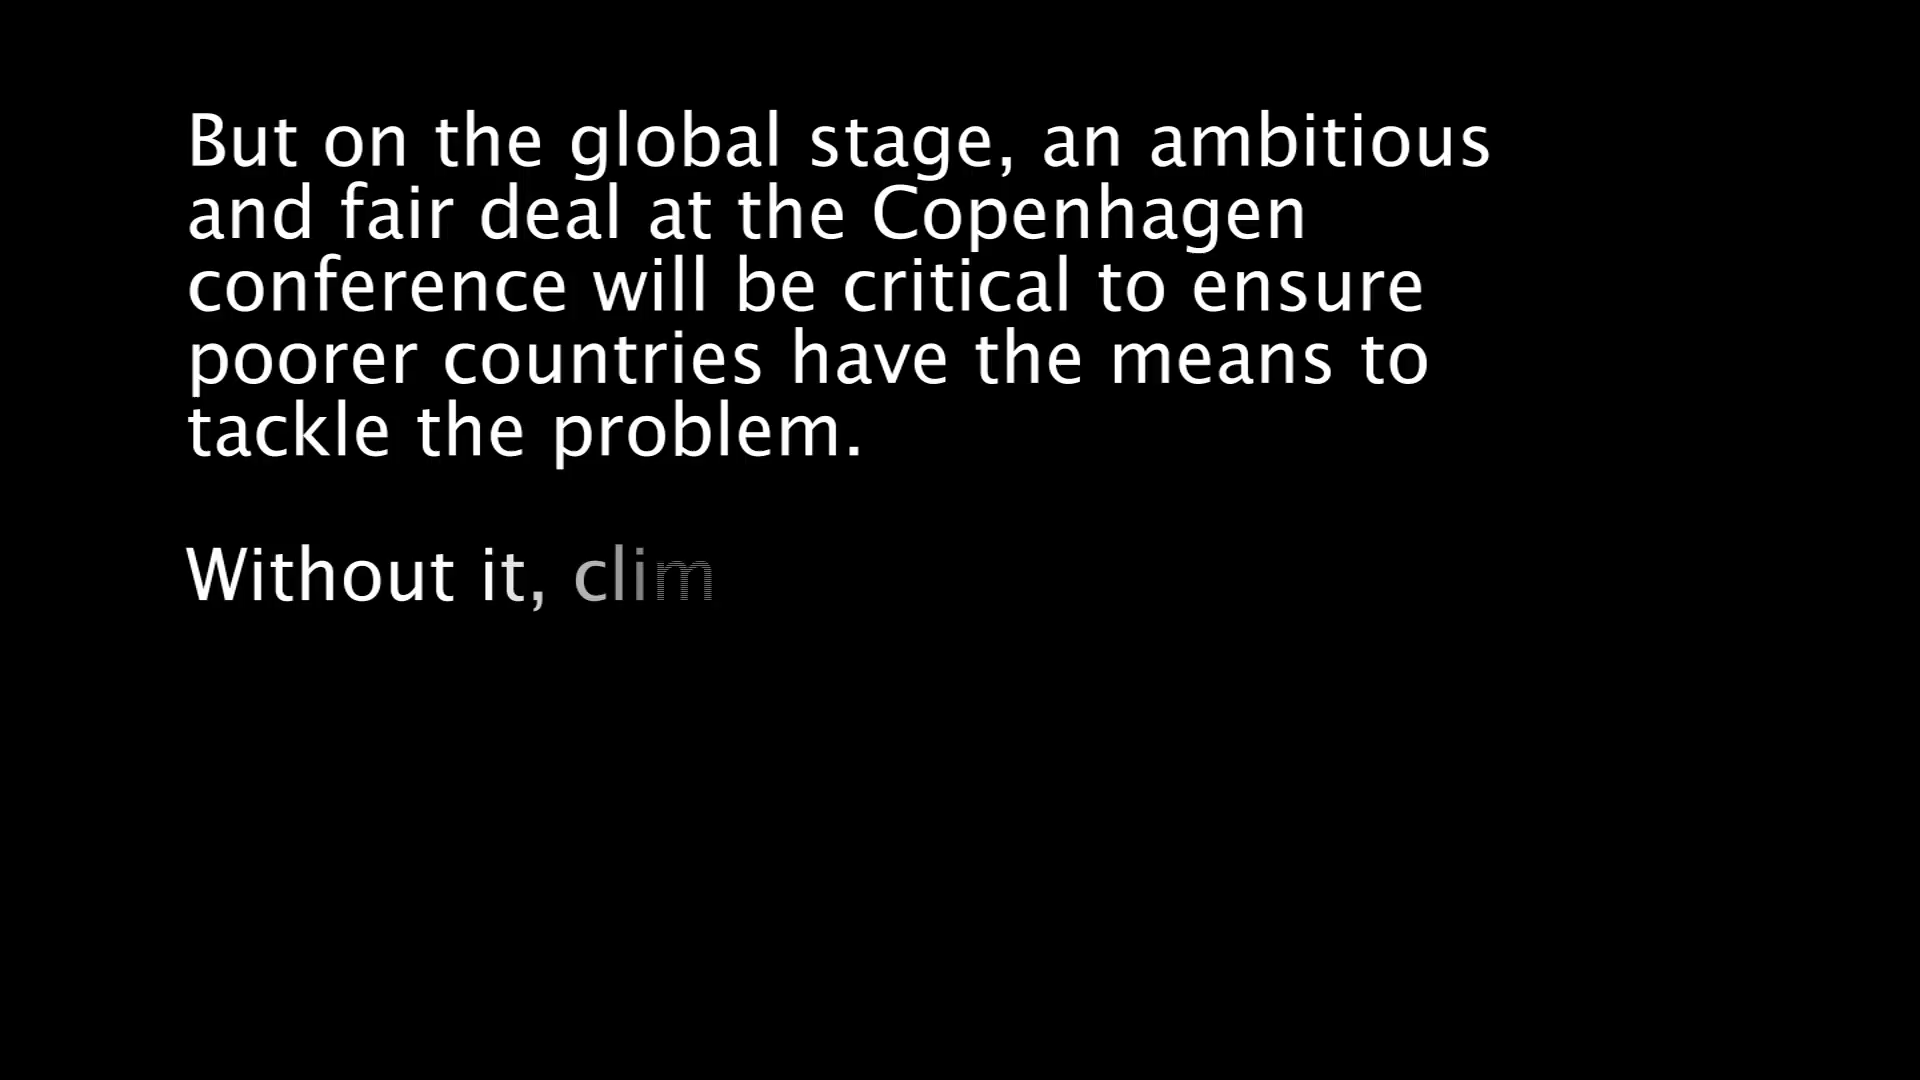 But on the global stage, an ambitious
and fair deal at the Copenhagen
conference will be critical to ensure
poorer countries have the means to
tackle the problem.
Without it, clim